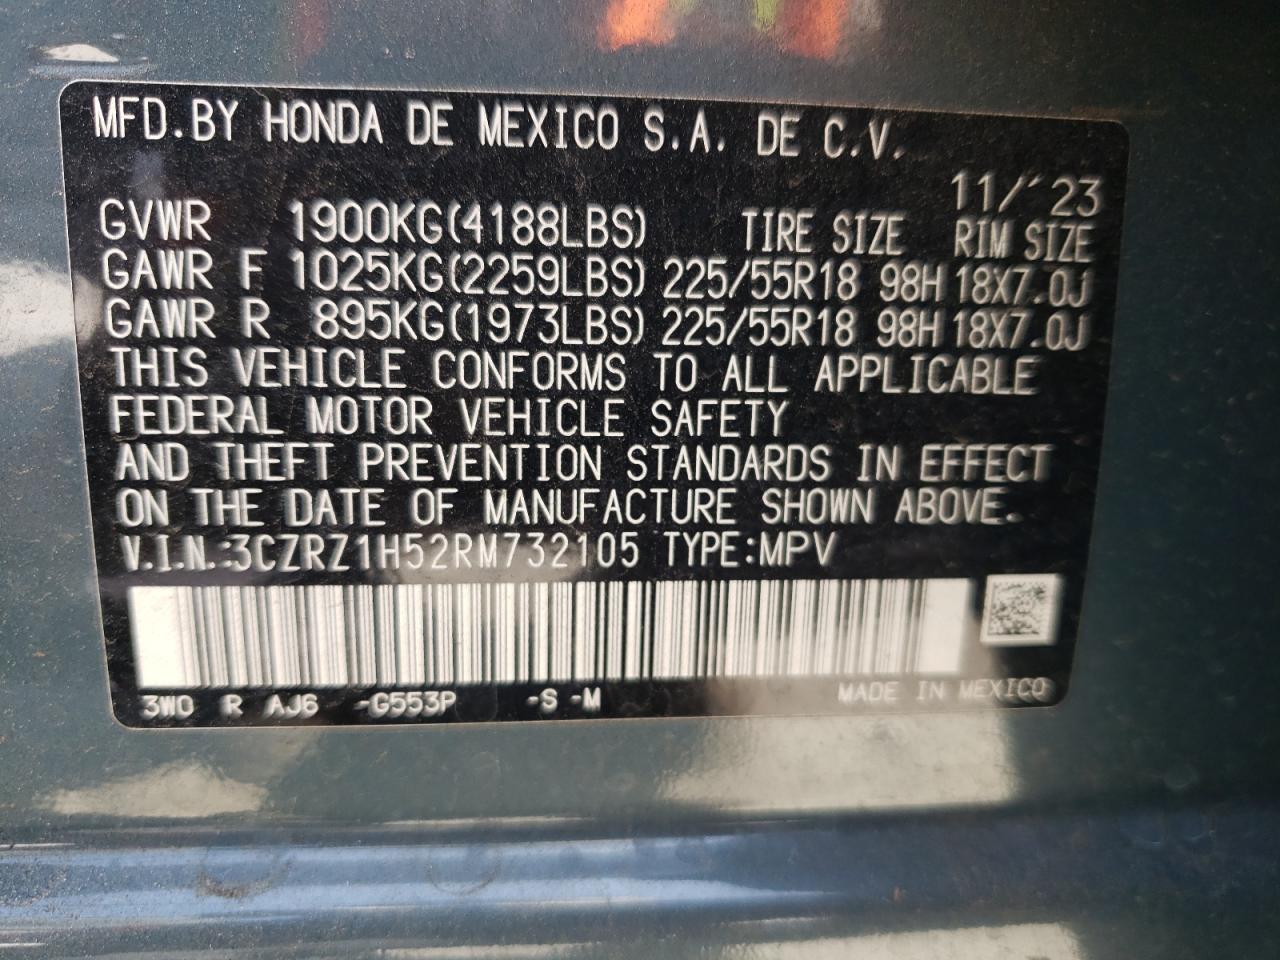 MFD.BY HONDA DE MEXICO S.A. DE C.V.
11/'23
GVWR 1900KG(4188LBS) TIRE SIZE RIM SIZE
GAWR F 1025KG(2259LBS) 225/55R18 98H 18X7.0J
GAWR R 895KG(1973LBS) 225/55R18 98H 18X7.0J
THIS VEHICLE CONFORMS TO ALL APPLICABLE
FEDERAL MOTOR VEHICLE SAFETY
AND THEFT PREVENTION STANDARDS IN EFFECT
ON THE DATE OF MANUFACTURE SHOWN ABOVE.
V.I.N.:3CZRZ1H52RM732105 TYPE:MPV
3W0 R AJ6 -G553P -S -M MADE IN MEXICO